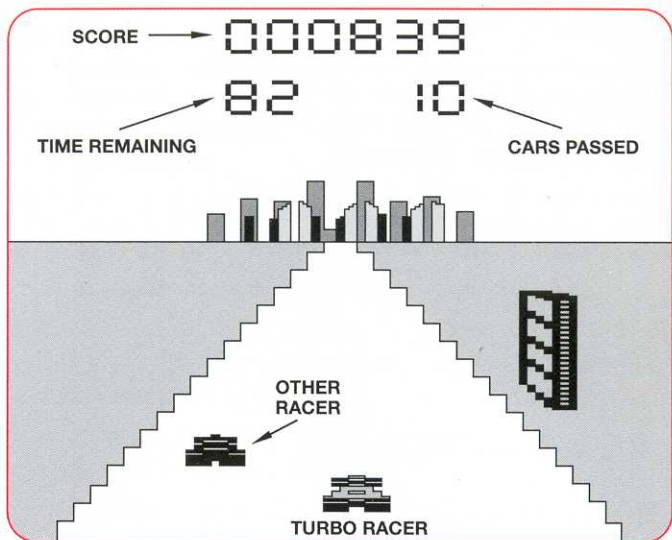 SCORE 000839
82 10
TIME REMAINING CARS PASSED
OTHER
RACER
TURBO RACER